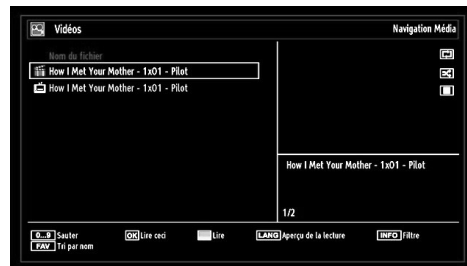 Vidéos
Navigation Média
Nom du fichier
How I Met Your Mother - 1x01 - Pilot
How I Met Your Mother - 1x01 - Pilot
How I Met Your Mother - 1x01 - Pilot
1/2
0...9 Sauter
OK Lire ceci
Lire
LANG Aperçu de la lecture
INFO Filtre
FAV Tri par nom